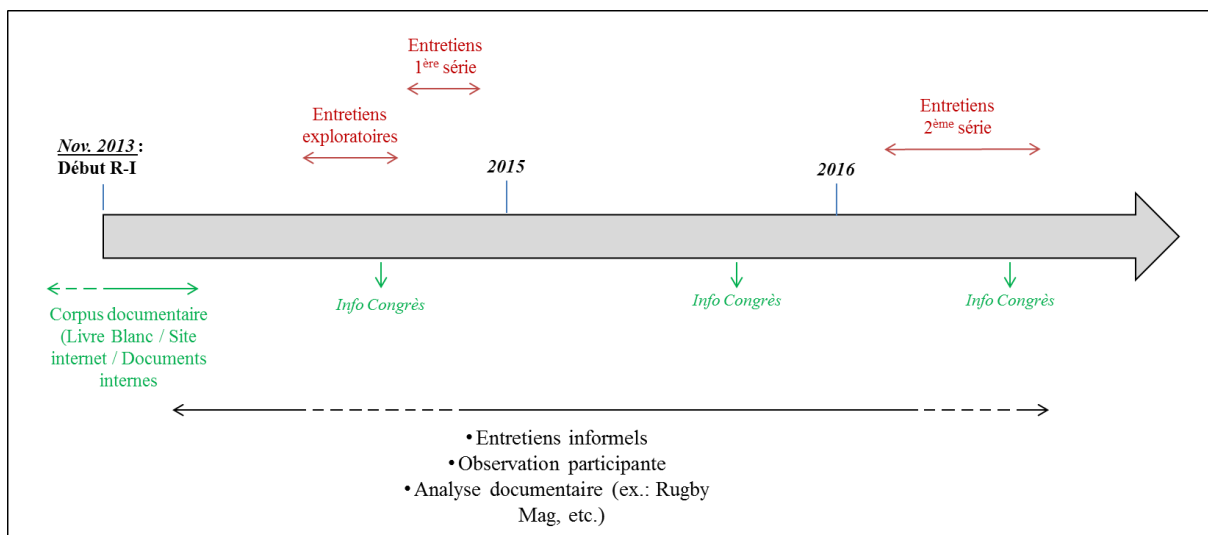 Entretiens
1ère série
Entretiens
exploratoires
Entretiens
2ème série
Nov. 2013 :
Début R-I
2015
2016
Info Congrès
Info Congrès
Info Congrès
Corpus documentaire
(Livre Blanc / Site
internet / Documents
internes
•Entretiens informels
•Observation participante
•Analyse documentaire (ex.: Rugby
Mag, etc.)